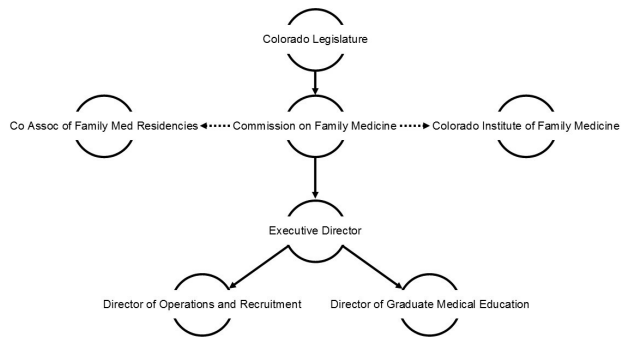 Colorado Legislature
Co Assoc of Family Med Residencies
Commission on Family Medicine
Colorado Institute of Family Medicine
Executive Director
Director of Operations and Recruitment
Director of Graduate Medical Education